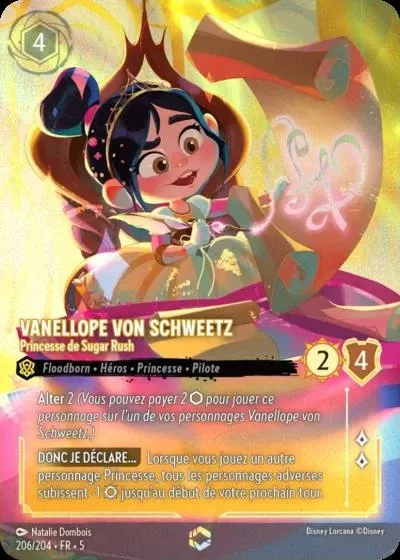 4
VANELLOPE VON SCHWEETZ
Princesse de Sugar Rush
2
4
Floodborn • Héros • Princesse • Pilote
Alter 2 (Vous pouvez payer 2 pour jouer ce
personnage sur l'un de vos personnages Vanellope von
Schweetz.)
DONC JE DÉCLARE... Lorsque vous jouez un autre
personnage Princesse, tous les personnages adverses
subissent -1 jusqu'au début de votre prochain tour.
Natalie Dombois
Disney Lorcana ©Disney
206/204 • FR • 5